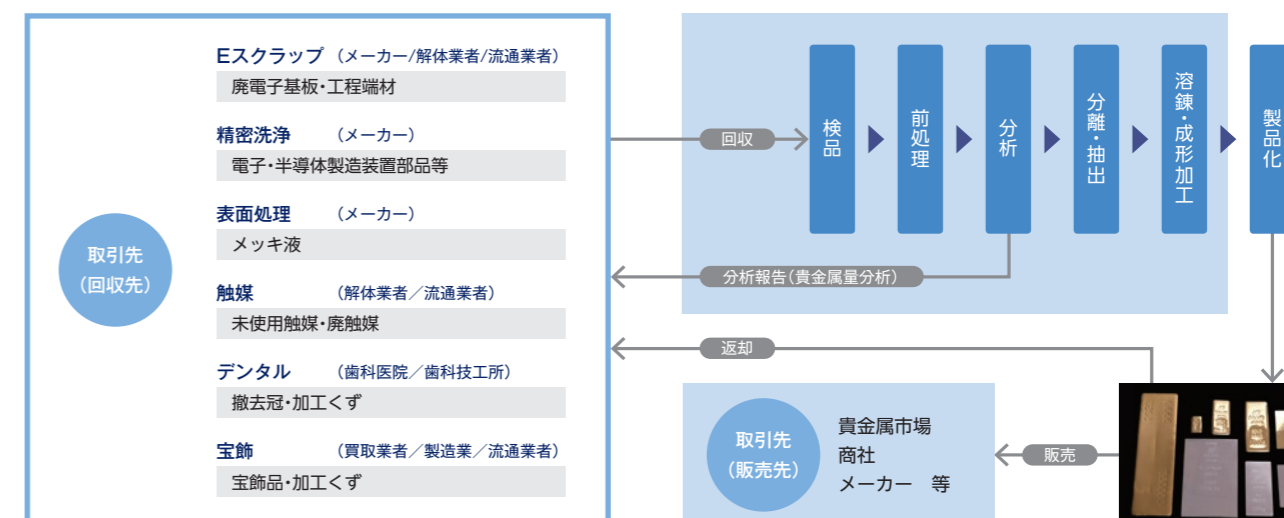 取引先
（回収先）
Eスクラップ （メーカー/解体業者/流通業者）
廃電子基板・工程端材
精密洗浄 （メーカー）
電子・半導体製造装置部品等
表面処理 （メーカー）
メッキ液
触媒 （解体業者／流通業者）
未使用触媒・廃触媒
デンタル （歯科医院／歯科技工所）
撤去冠・加工くず
宝飾 （買取業者／製造業／流通業者）
宝飾品・加工くず
回収
検品
前処理
分析
分離・抽出
溶錬・成形加工
製品化
分析報告（貴金属量分析）
返却
取引先
（販売先）
貴金属市場
商社
メーカー　等
販売